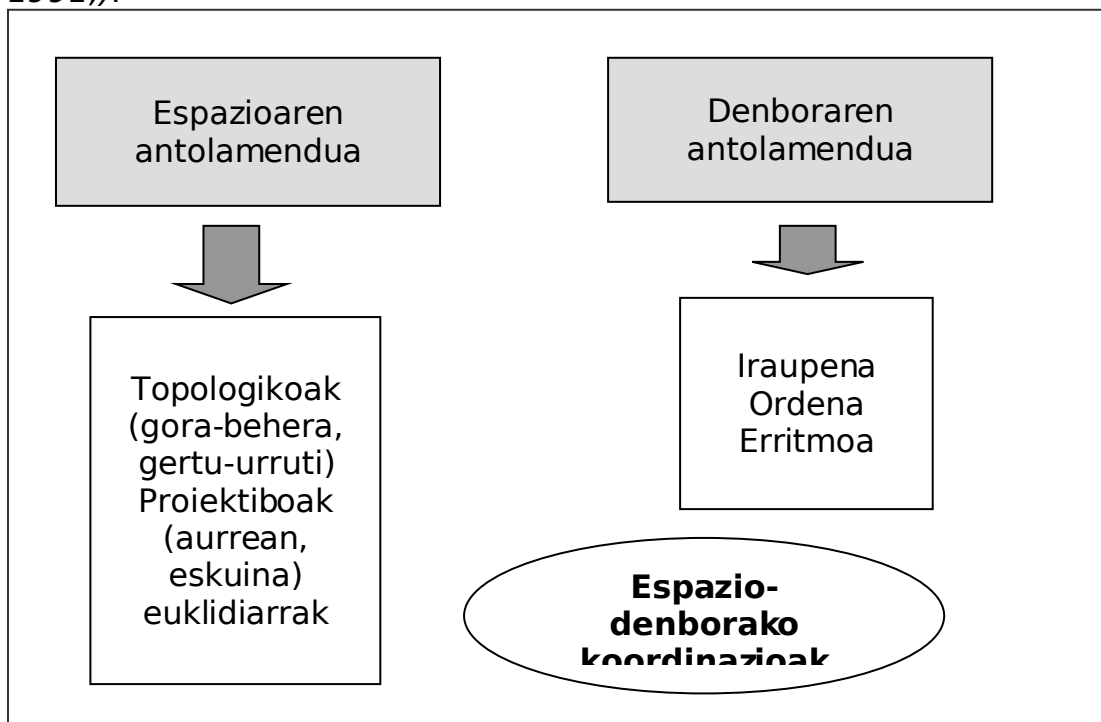 Espazioaren
antolamendua
Denboraren
antolamendua
Topologikoak
(gora-behera,
gertu-urruti)
Proiektiboak
(aurrean,
eskuina)
euklidiarrak
Iraupena
Ordena
Erritmoa
Espazio-
denborako
koordinazioak